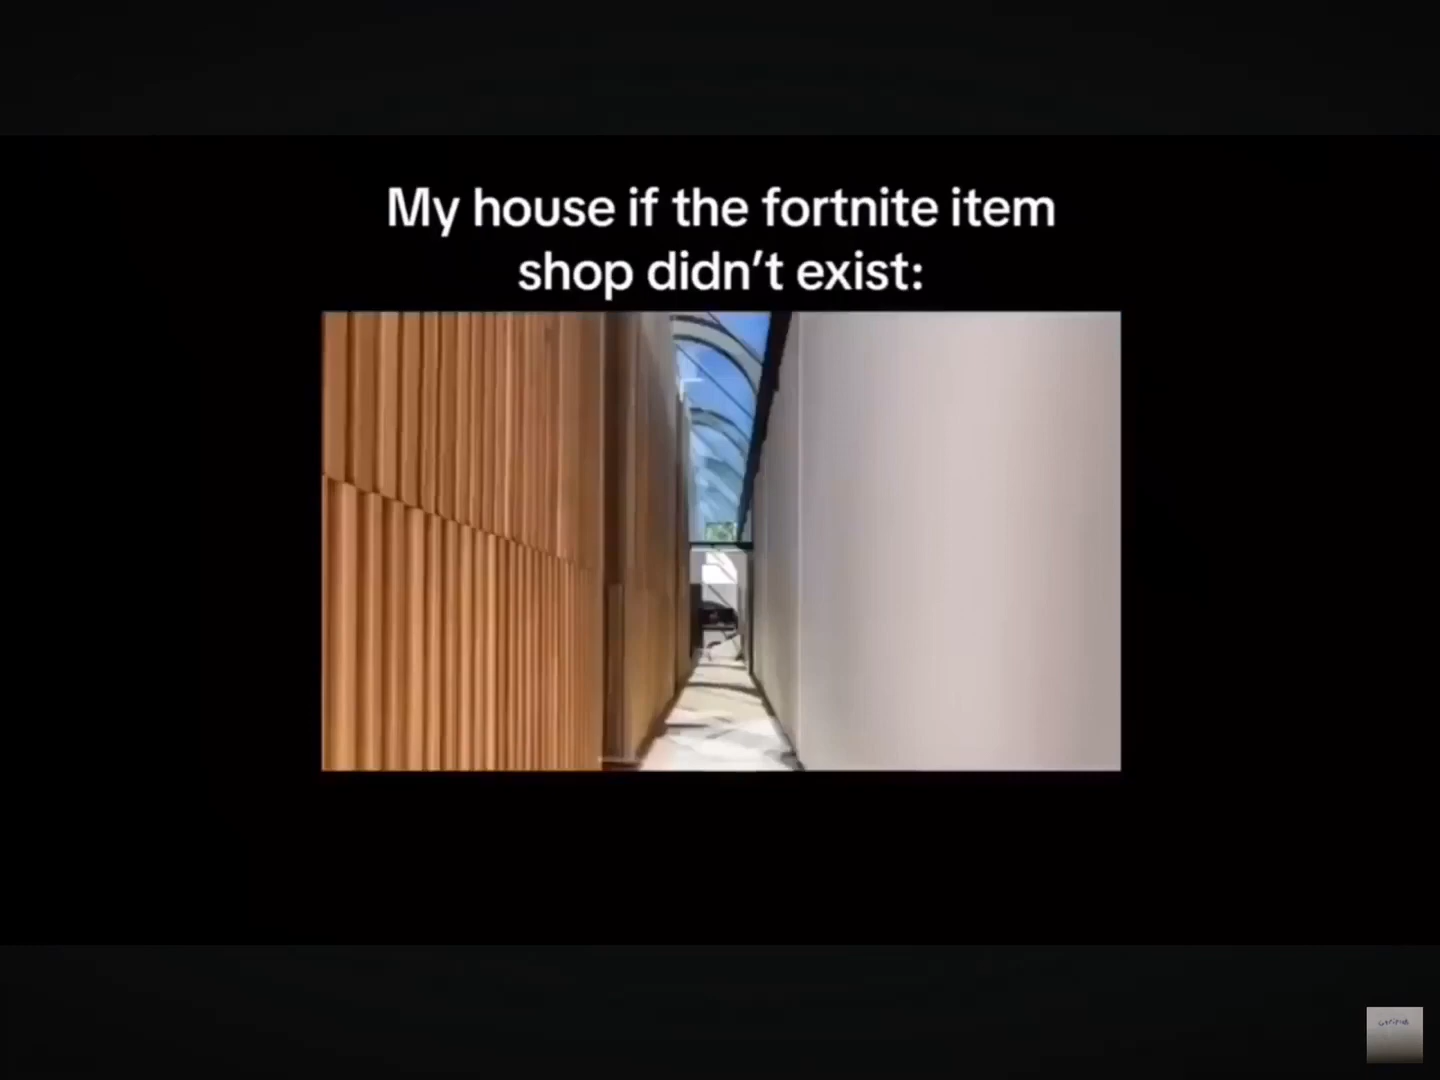 My house if the fortnite item
shop didn’t exist: